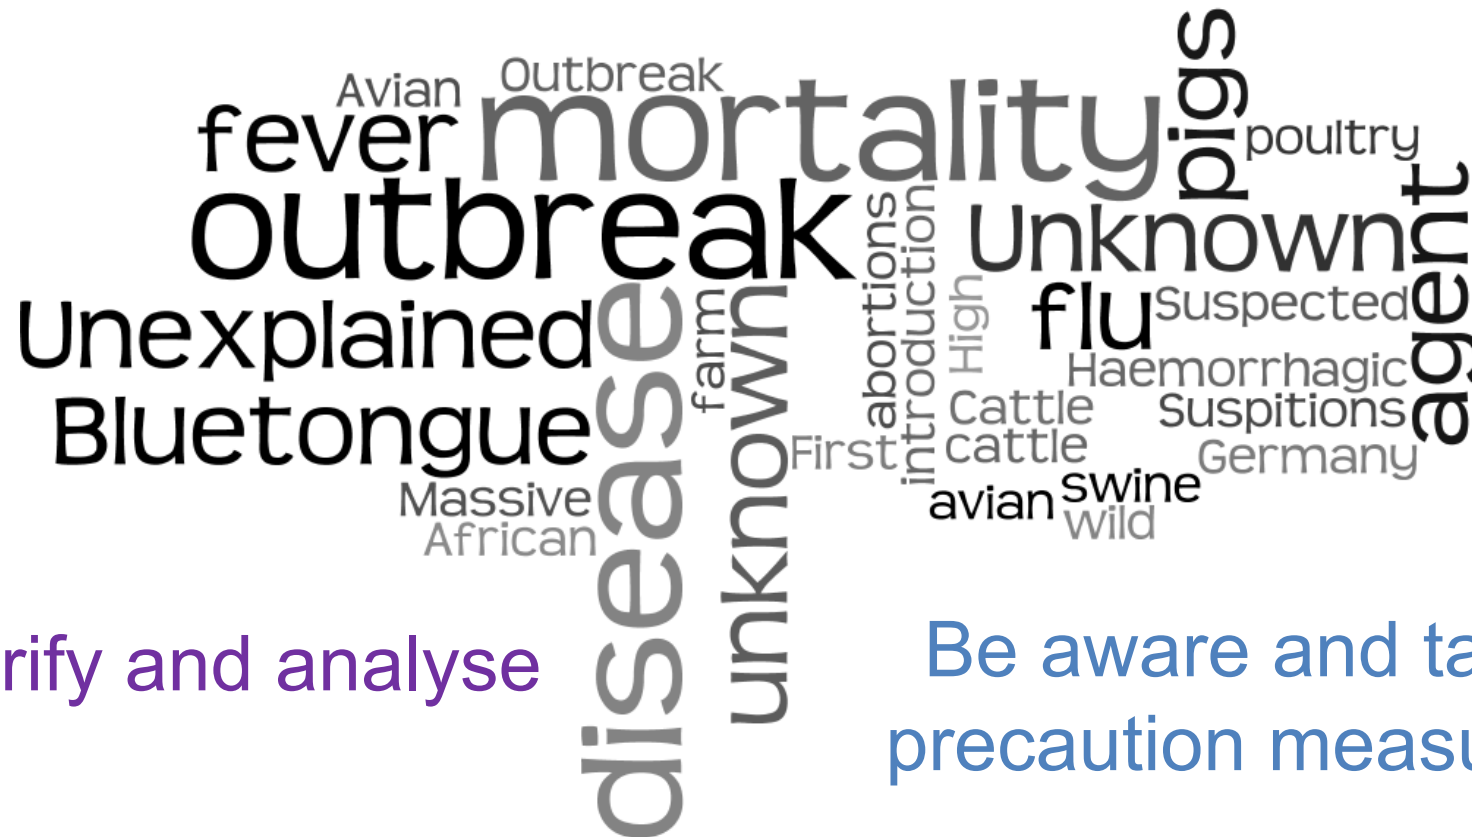 Avian
Outbreak
fever
mortality
pigs
poultry
outbreak
abortions
introduction
Unknown
agent
Unexplained
disease
farm
unknown
High
flu
Suspected
Haemorrhagic
Bluetongue
Cattle
Suspitions
First
cattle
Germany
Massive
avian
swine
African
wild
rify and analyse
Be aware and ta
precaution measu